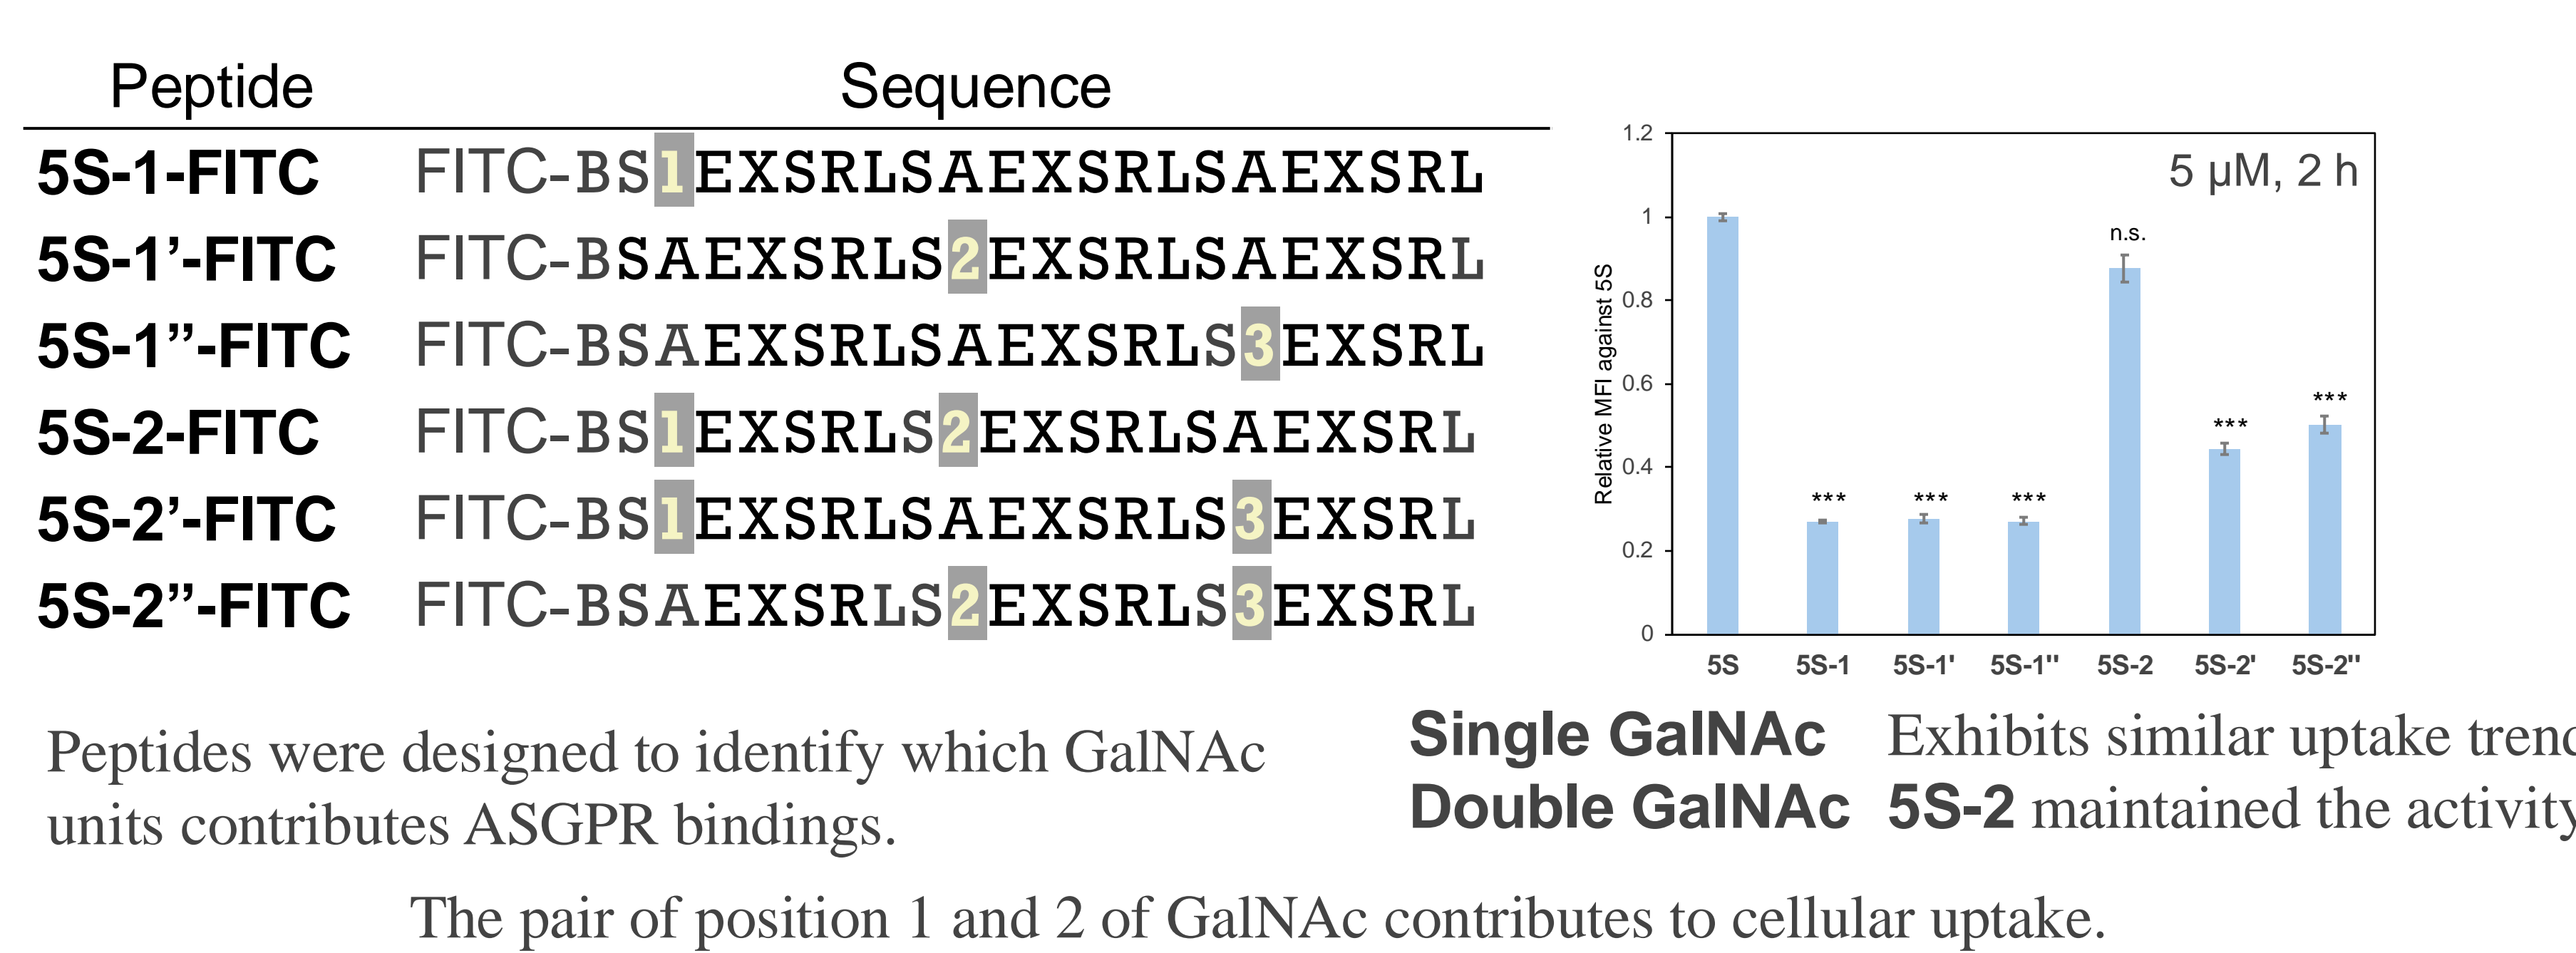 Peptide Sequence
5S-1-FITC FITC-BS1EXSRLSAEXSRLSAEXSRL
5S-1’-FITC FITC-BSAEXSRLS2EXSRLSAEXSRL
5S-1”-FITC FITC-BSAEXSRLSAEXSRLS3EXSRL
5S-2-FITC FITC-BS1EXSRLS2EXSRLSAEXSRL
5S-2’-FITC FITC-BS1EXSRLSAEXSRLS3EXSRL
5S-2”-FITC FITC-BSAEXSRLS2EXSRLS3EXSRL
Relative MFI against 5S
1.2
1
0.8
0.6
0.4
0.2
0
5 µM, 2 h
n.s.
***
***
***
***
***
5S 5S-1 5S-1' 5S-1'' 5S-2 5S-2' 5S-2''
Peptides were designed to identify which GalNAc
units contributes ASGPR bindings.
Single GalNAc Exhibits similar uptake
Double GalNAc 5S-2 maintained the
The pair of position 1 and 2 of GalNAc contributes to cellular uptake.